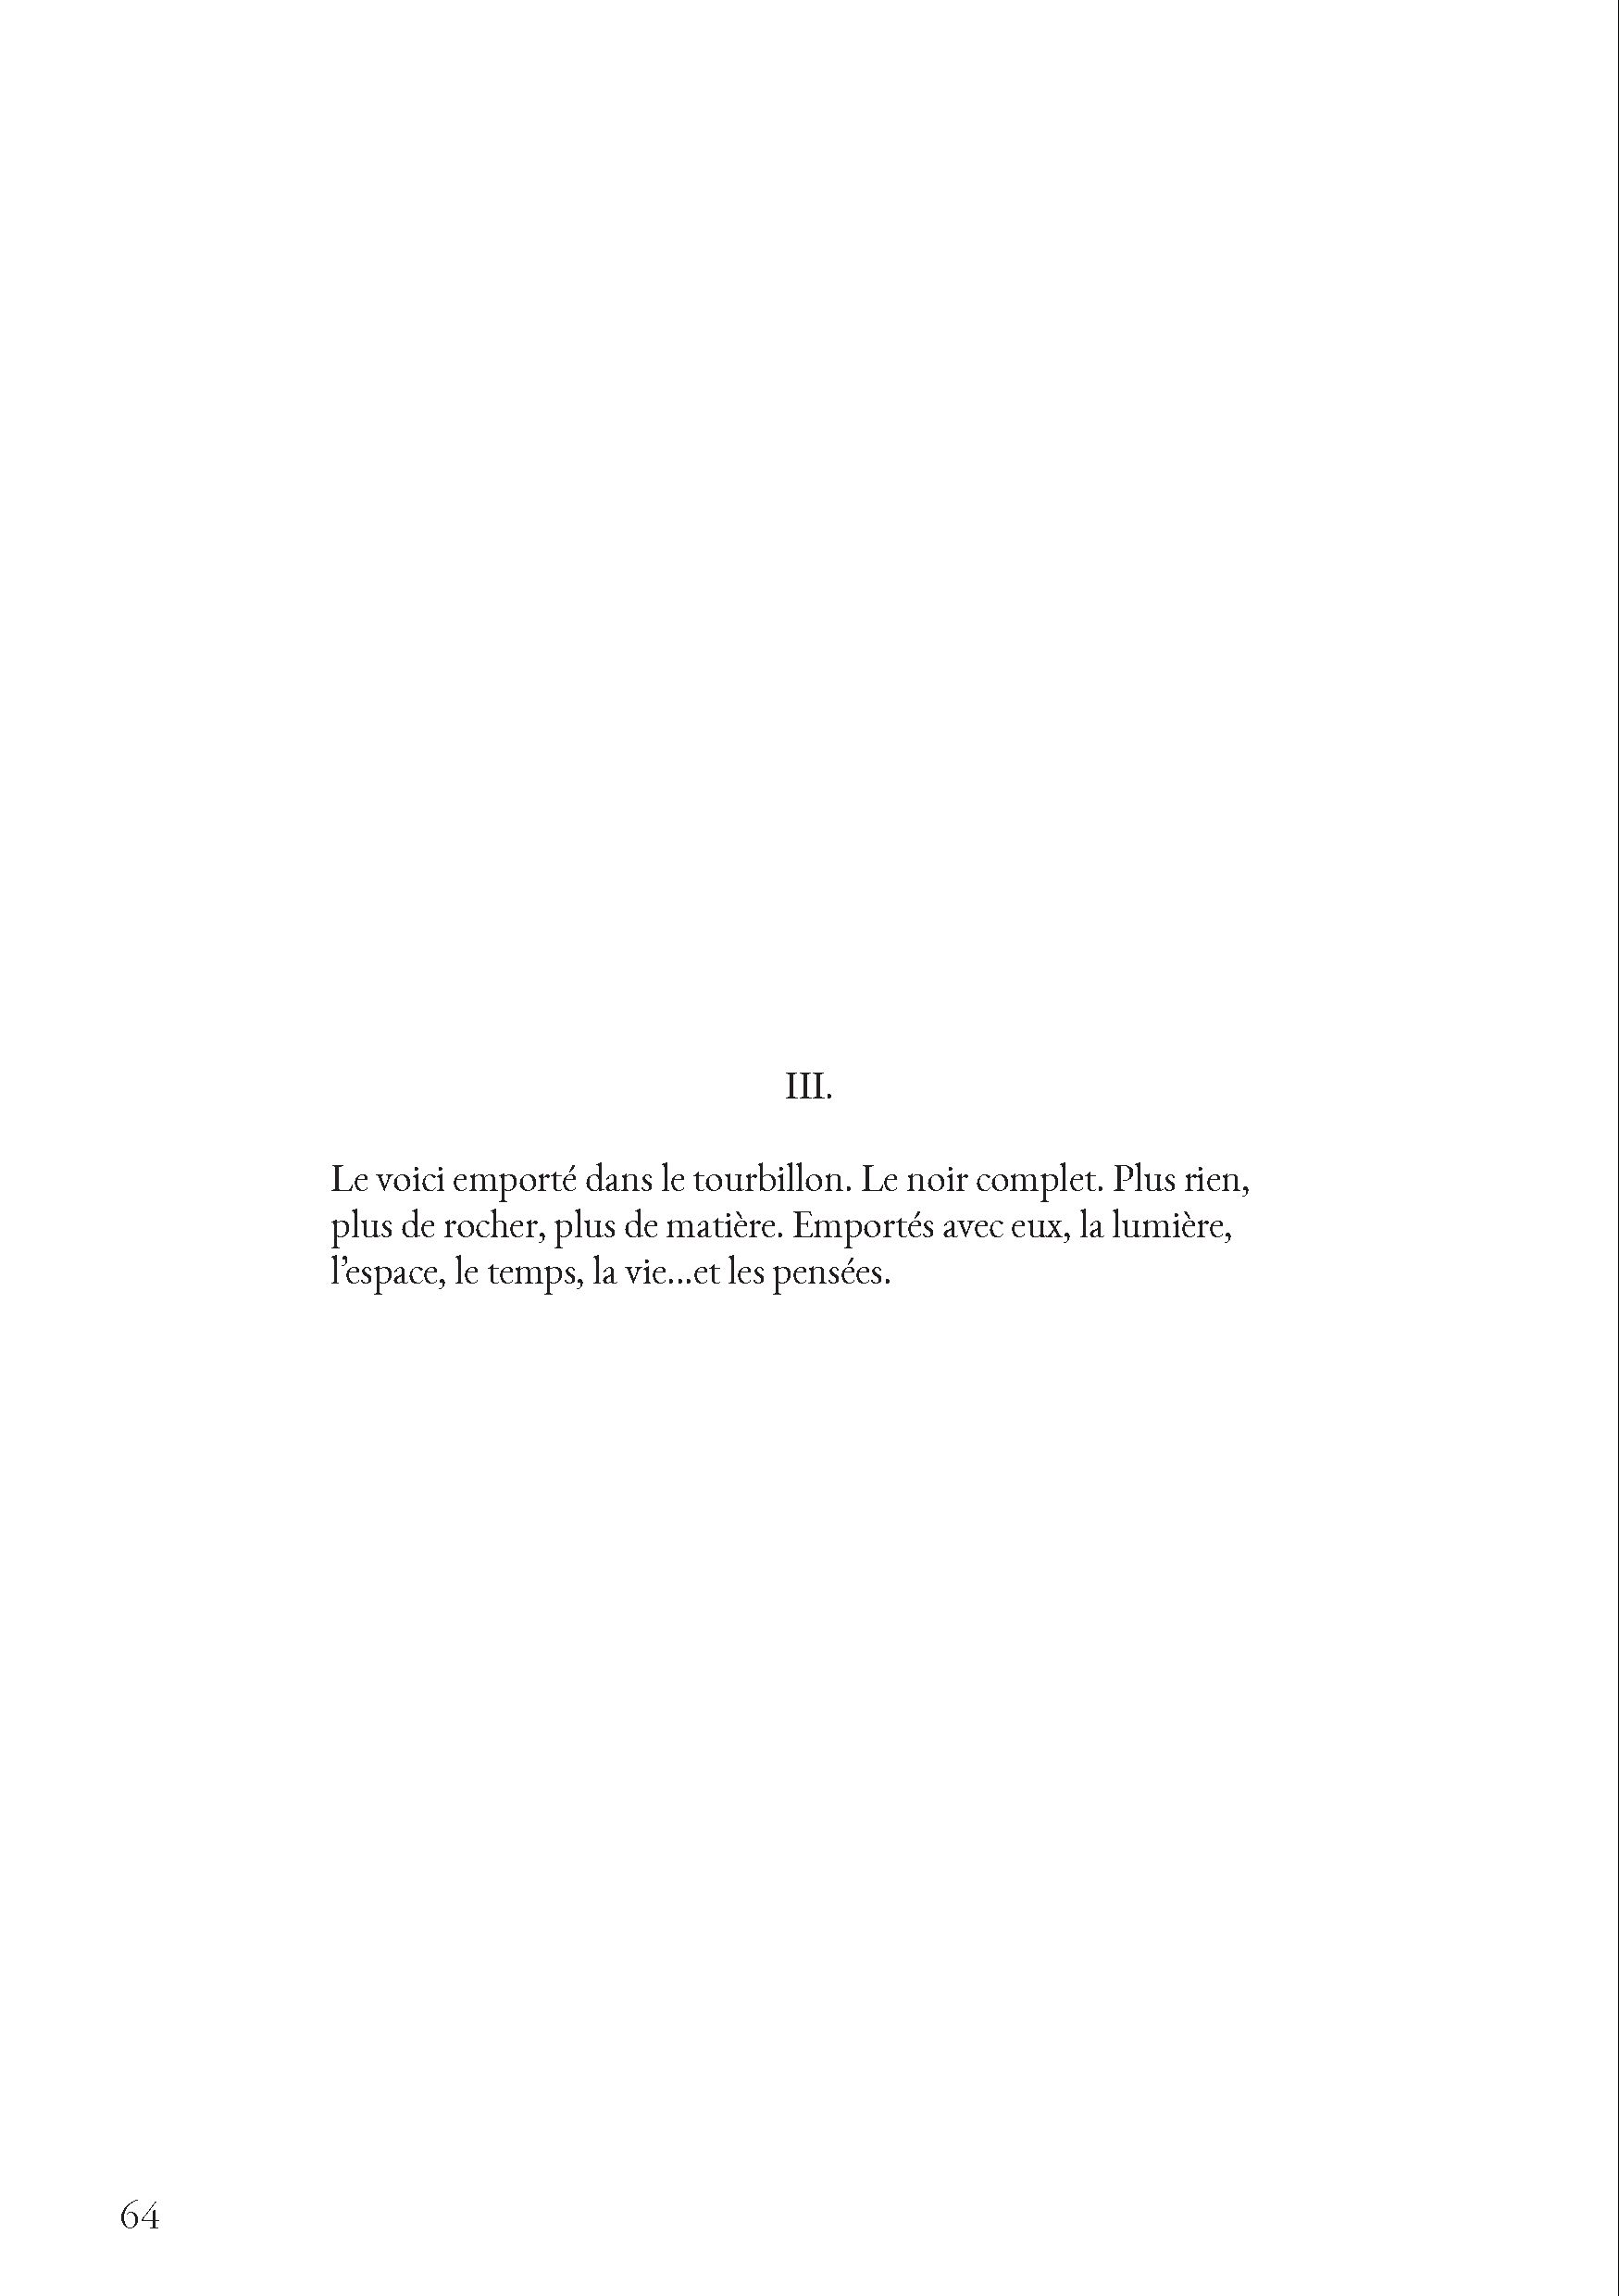 III.
Le voici emporté dans le tourbillon. Le noir complet. Plus rien,
plus de rocher, plus de matière. Emportés avec eux, la lumière,
l’espace, le temps, la vie...et les pensées.
64